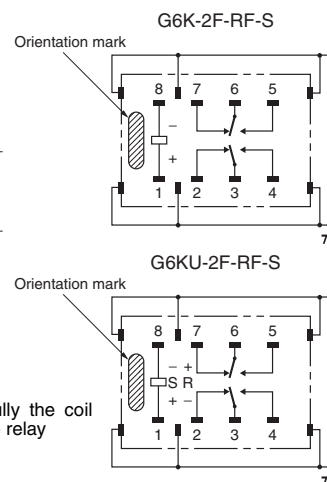 G6K-2F-RF-S
Orientation mark
8 7 6 5
−
+
1 2 3 4
7
G6KU-2F-RF-S
Orientation mark
8 7 6 5
− +
S R
+ −
1 2 3 4
lly the coil
relay
7